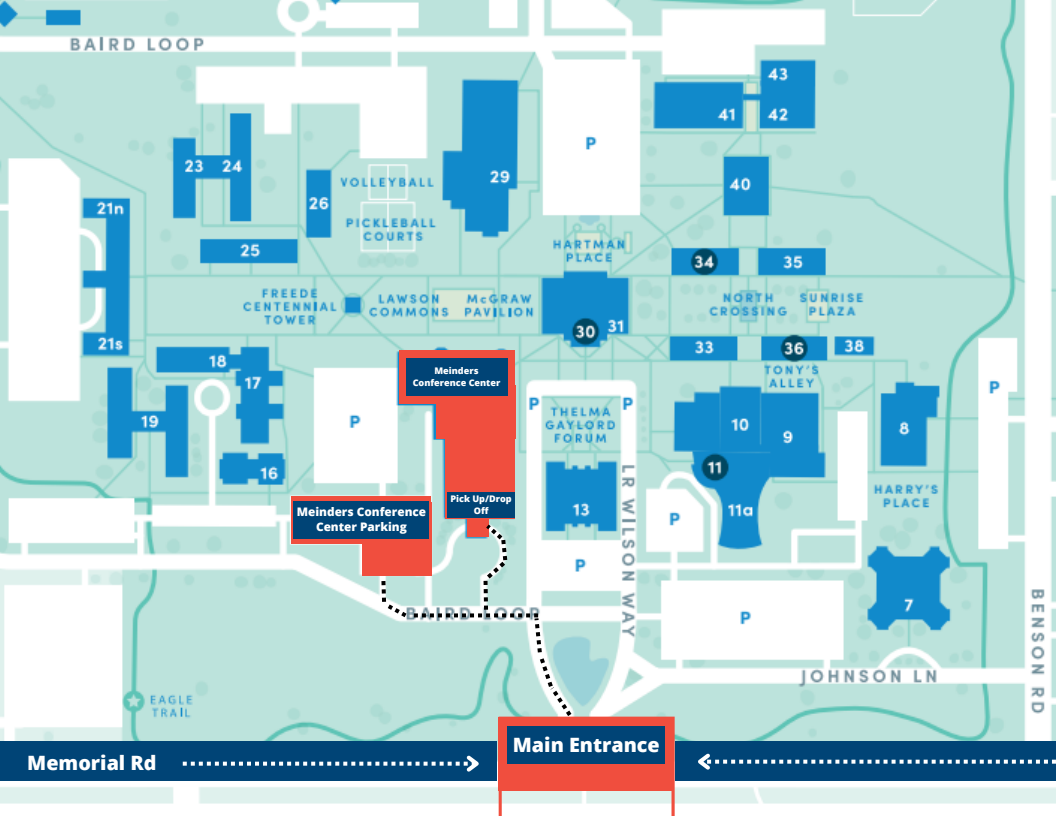 BAIRD LOOP
43
41
42
P
23
24
29
40
26
VOLLEYBALL
21n
PICKLEBALL
COURTS
25
HARTMAN
PLACE
34
35
FREEDE
CENTENNIAL
TOWER
LAWSON
COMMONS
McGRAW
PAVILION
NORTH
CROSSING
SUNRISE
PLAZA
30
31
21s
33
36
38
18
17
Meinders
Conference Center
TONY'S
ALLEY
P
P
P
P
THELMA
GAYLORD
FORUM
19
10
9
8
16
11
Pick Up/Drop
Off
HARRY'S
PLACE
Meinders Conference
Center Parking
13
LR WILSON WAY
11a
P
P
7
BAIRD LOOP
P
BENSON RD
JOHNSON LN
EAGLE
TRAIL
Main Entrance
Memorial Rd